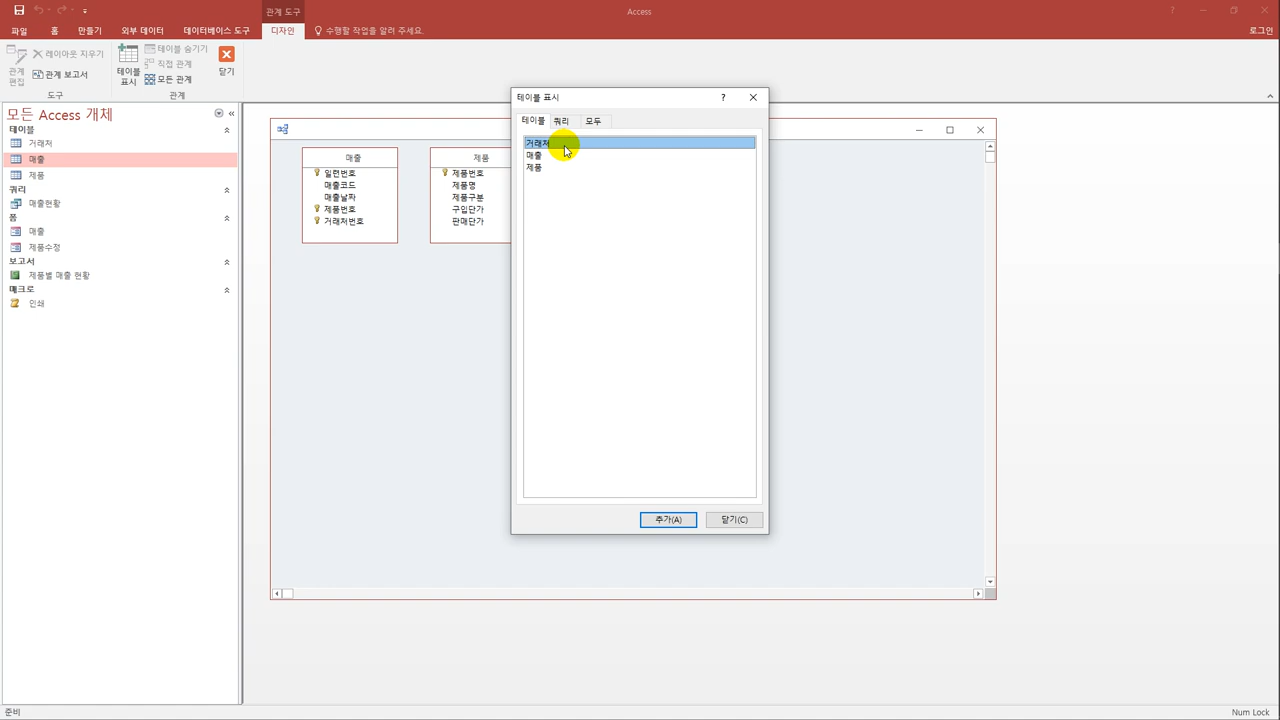 관계 도구
Access
파일
홈
만들기
외부 데이터
데이터베이스 도구
디자인
수행할 작업을 알려 주세요.
로그인
관계
편집
레이아웃 지우기
관계 보고서
테이블
표시
테이블 숨기기
직접 관계
모든 관계
닫기
도구
관계
모든 Access 개체
테이블
거래처
매출
제품
쿼리
매출현황
폼
매출
제품수정
보고서
제품별 매출 현황
매크로
인쇄
매출
일련번호
매출코드
매출날짜
제품번호
거래처번호
제품
제품번호
제품명
제품구분
구입단가
판매단가
테이블 표시
테이블
쿼리
모두
거래처
매출
제품
추가(A)
닫기(C)
준비
Num Lock